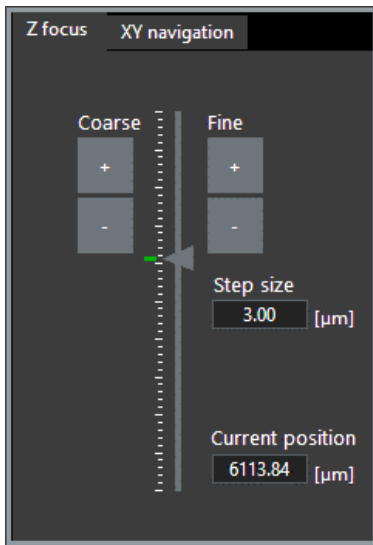 Z focus XY navigation
Coarse Fine
+ +
- -
Step size
3.00 [µm]
Current position
6113.84 [µm]